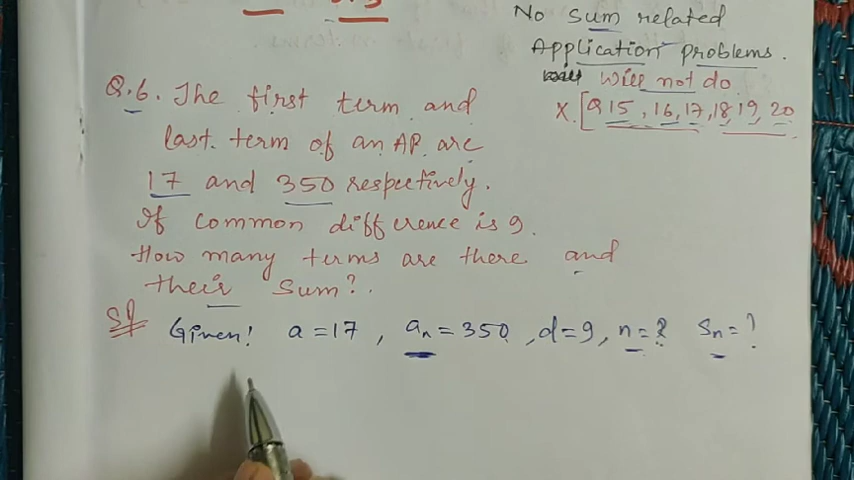 No sum related
Application problems.
will not do
X. [Q 15, 16, 17, 18, 19, 20
Q.6. The first term and
last term of an AP are
17 and 350 respectively.
If common difference is 9.
How many terms are there and
their sum?.
Sol
Given! a = 17, aₙ = 350, d = 9, n = ? Sₙ = ?